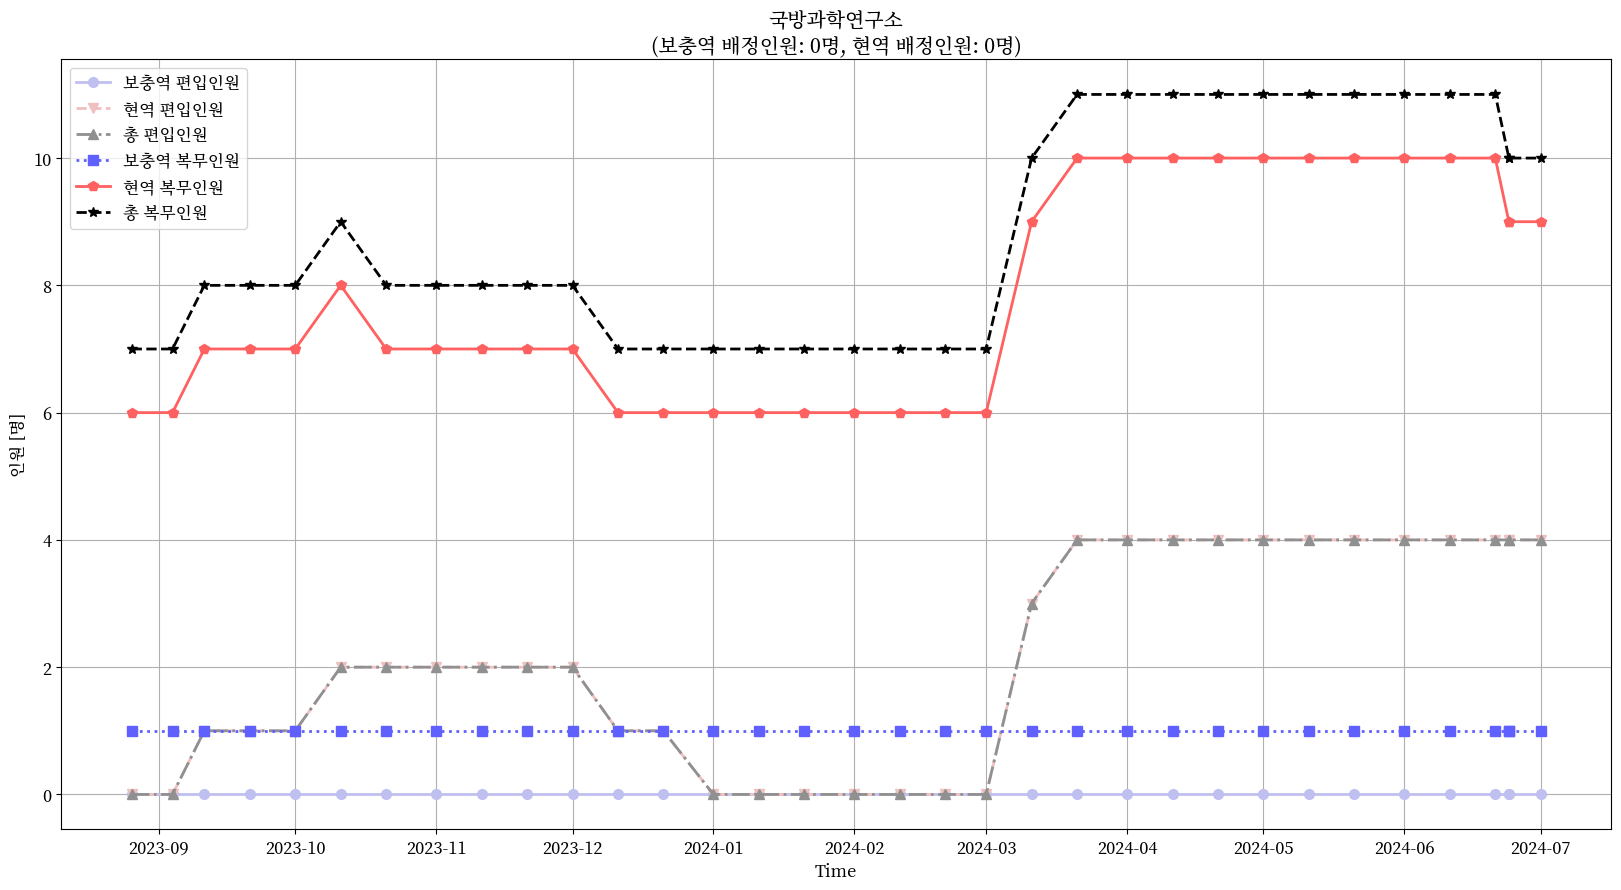 국방과학연구소
(보충역 배정인원: 0명, 현역 배정인원: 0명)
보충역 편입인원
현역 편입인원
총 편입인원
보충역 복무인원
현역 복무인원
총 복무인원
인원 [명]
10
8
6
4
2
0
2023-09 2023-10 2023-11 2023-12 2024-01 2024-02 2024-03 2024-04 2024-05 2024-06 2024-07
Time